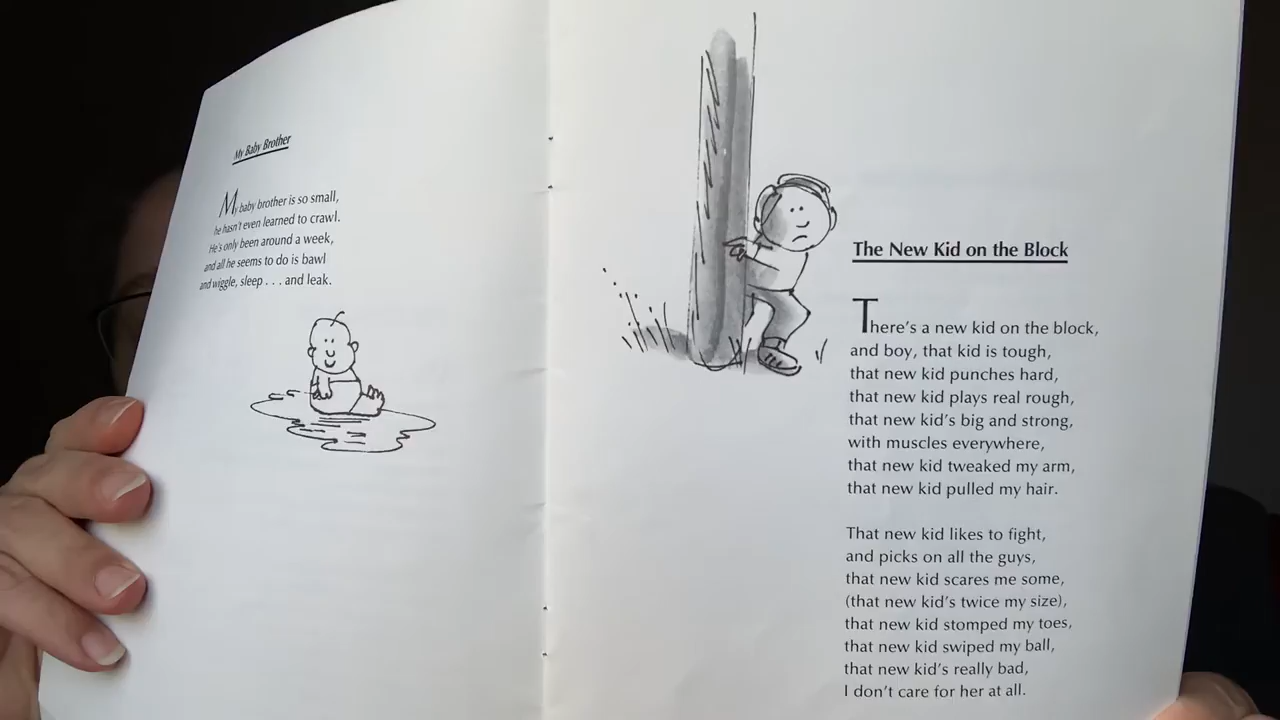 My Baby Brother
My baby brother is so small,
he hasn't even learned to crawl.
He's only been around a week,
and all he seems to do is bawl
and wiggle, sleep . . . and leak.
The New Kid on the Block
There's a new kid on the block,
and boy, that kid is tough,
that new kid punches hard,
that new kid plays real rough,
that new kid's big and strong,
with muscles everywhere,
that new kid tweaked my arm,
that new kid pulled my hair.
That new kid likes to fight,
and picks on all the guys,
that new kid scares me some,
(that new kid's twice my size),
that new kid stomped my toes,
that new kid swiped my ball,
that new kid's really bad,
I don't care for her at all.